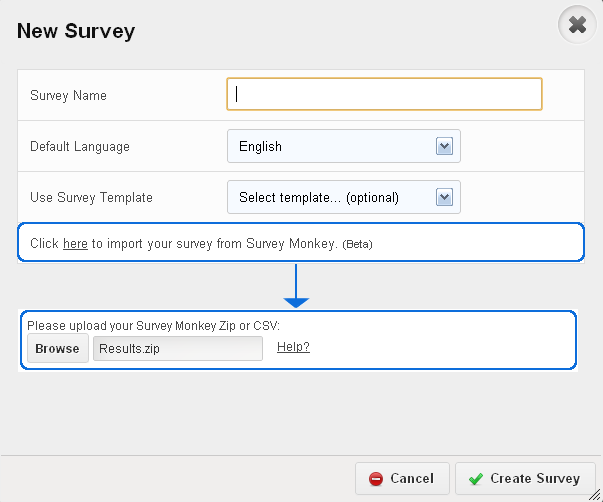 New Survey
Survey Name
Default Language English
Use Survey Template Select template... (optional)
Click here to import your survey from Survey Monkey. (Beta)
Please upload your Survey Monkey Zip or CSV:
Browse Results.zip Help?
Cancel Create Survey